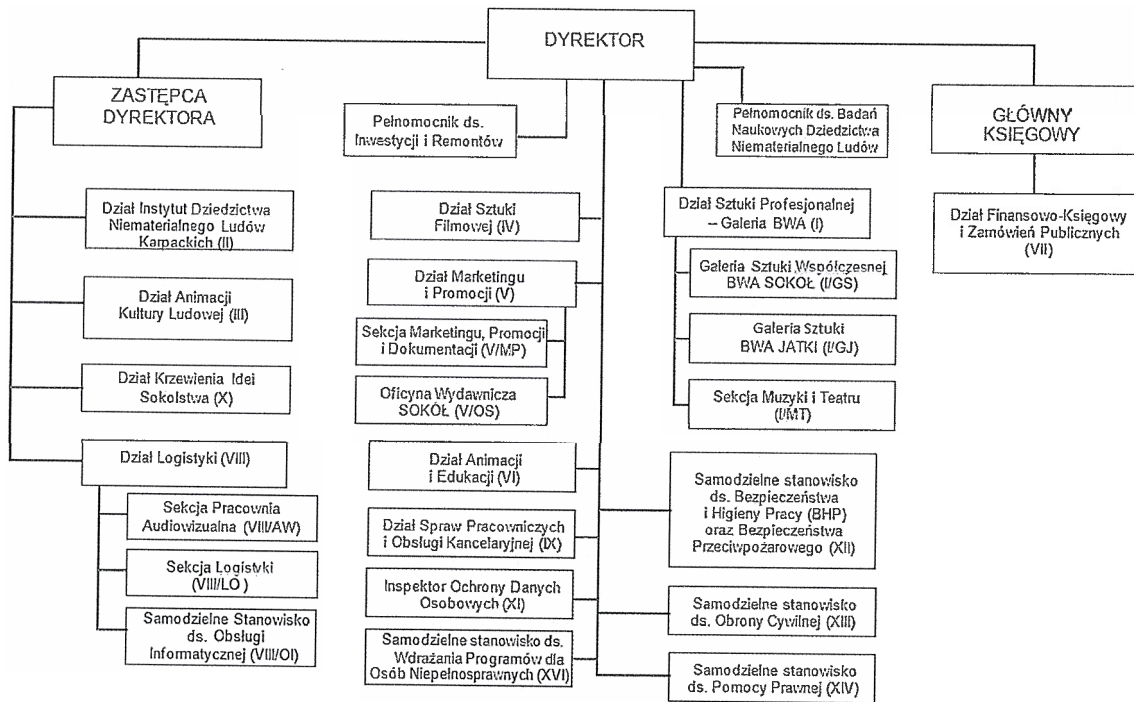 DYREKTOR
ZASTĘPCA
DYREKTORA
Pełnomocnik ds.
Inwestycji i Remontów
Pełnomocnik ds. Badań
Naukowych Dziedzictwa
Niematerialnego Ludów
GŁÓWNY
KSIĘGOWY
Dział Instytut Dziedzictwa
Niematerialnego Ludów
Karpackich (II)
Dział Animacji
Kultury Ludowej (III)
Dział Krzewienia Idei
Sokolstwa (X)
Dział Logistyki (VIII)
Sekcja Pracownia
Audiowizualna (VIII/AW)
Sekcja Logistyki
(VIII/LO)
Samodzielne Stanowisko
ds. Obsługi
Informatycznej (VIII/OI)
Dział Sztuki
Filmowej (IV)
Dział Marketingu
i Promocji (V)
Sekcja Marketingu, Promocji
i Dokumentacji (V/MP)
Oficyna Wydawnicza
SOKÓŁ (V/OS)
Dział Animacji
i Edukacji (VI)
Dział Spraw Pracowniczych
i Obsługi Kancelaryjnej (IX)
Inspektor Ochrony Danych
Osobowych (XI)
Samodzielne stanowisko ds.
Wdrażania Programów dla
Osób Niepełnosprawnych (XVI)
Dział Sztuki Profesjonalnej
– Galeria BWA (I)
Galeria Sztuki Współczesnej
BWA SOKÓŁ (I/GS)
Galeria Sztuki
BWA JATKI (I/GJ)
Sekcja Muzyki i Teatru
(I/MT)
Samodzielne stanowisko
ds. Bezpieczeństwa
i Higieny Pracy (BHP)
oraz Bezpieczeństwa
Przeciwpożarowego (XII)
Samodzielne stanowisko
ds. Obrony Cywilnej (XIII)
Samodzielne stanowisko
ds. Pomocy Prawnej (XIV)
Dział Finansowo-Księgowy
i Zamówień Publicznych
(VII)